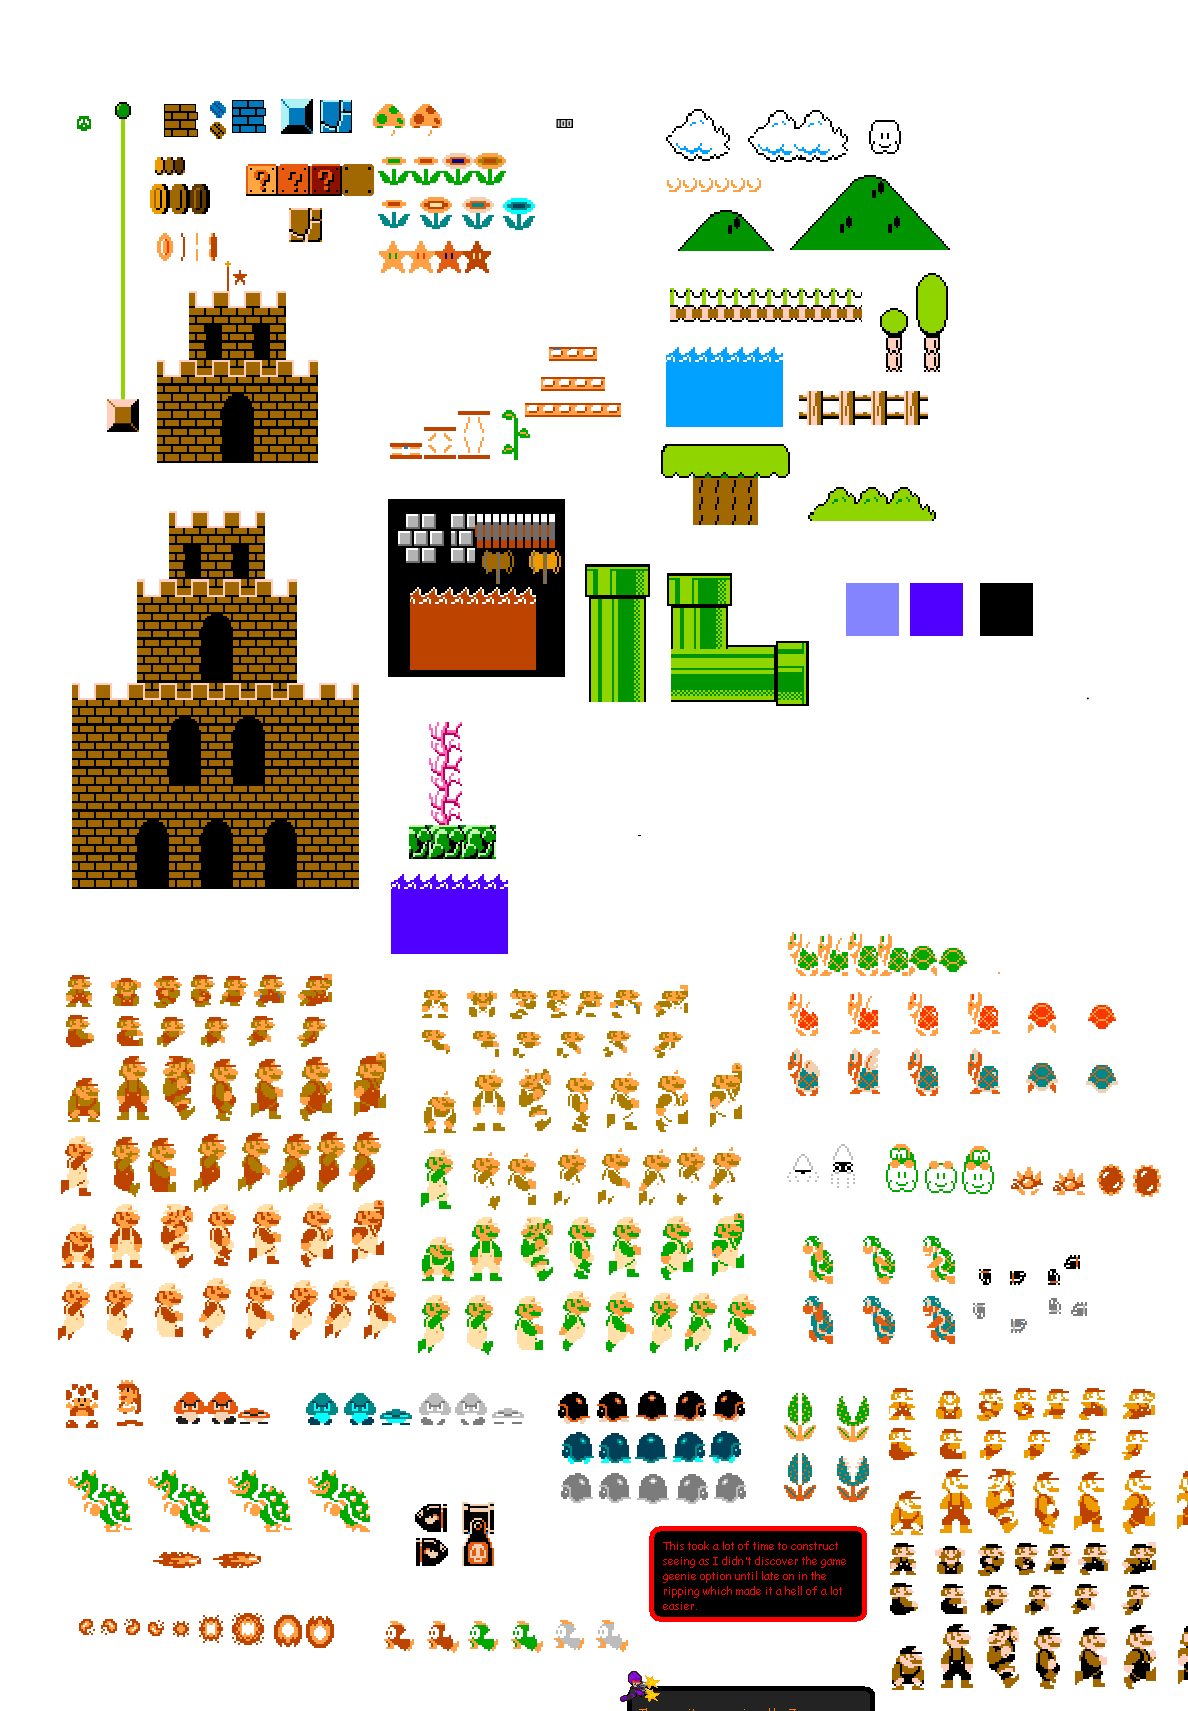 ? ? ?
This took a lot of time to construct
seeing as I didn't discover the game
geenie option until late on in the
ripping which made it a hell of a lot
easier.